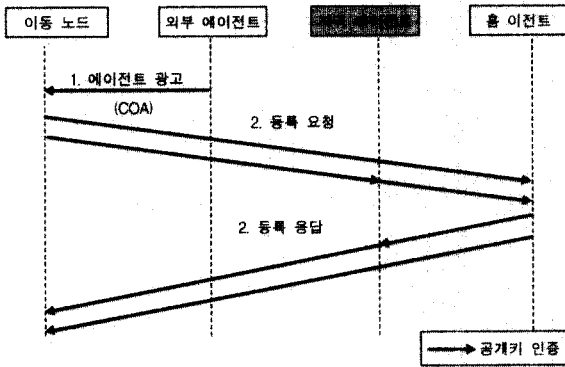 이동 노드
외부 에이전트
홈 이전트
1. 에이전트 광고
(COA)
2. 등록 요청
2. 등록 응답
공개키 인증